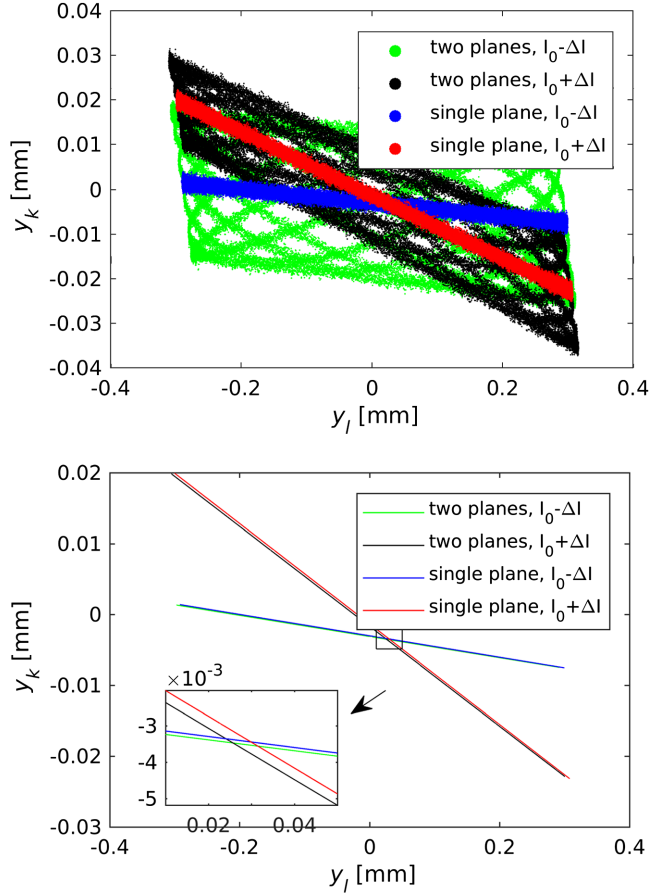 0.04
0.03
0.02
0.01
0
-0.01
-0.02
-0.03
-0.04
y_k [mm]
two planes, I_0-ΔI
two planes, I_0+ΔI
single plane, I_0-ΔI
single plane, I_0+ΔI
-0.4 -0.2 0 0.2 0.4
y_l [mm]
0.02
0.01
0
-0.01
-0.02
-0.03
y_k [mm]
two planes, I_0-ΔI
two planes, I_0+ΔI
single plane, I_0-ΔI
single plane, I_0+ΔI
×10^-3
-3
-4
-5
0.02 0.04
-0.4 -0.2 0 0.2 0.4
y_l [mm]